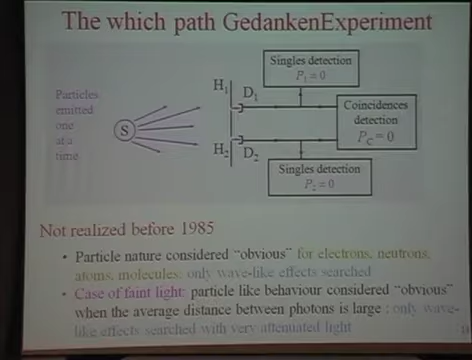 The which path GedankenExperiment
Particles
emitted
one
at a
time
S
H1
D1
H2
D2
Singles detection
P1 = 0
Coincidences
detection
PC = 0
Singles detection
P2 = 0
Not realized before 1985
• Particle nature considered “obvious” for electrons, neutrons,
atoms, molecules: only wave-like effects searched
• Case of faint light: particle like behaviour considered “obvious”
when the average distance between photons is large : only wave-
like effects searched with very attenuated light